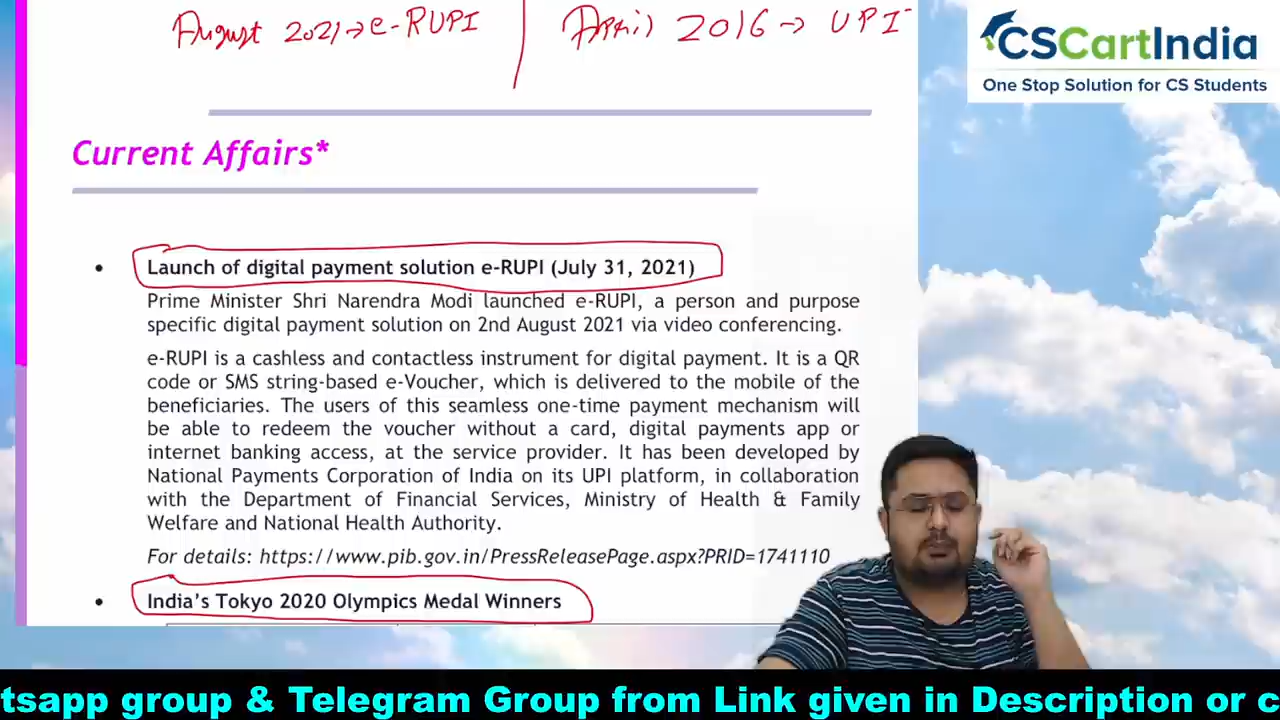 August 2021→e-RUPI
April 2016→ UPI
CSCartIndia
One Stop Solution for CS Students
Current Affairs*
• Launch of digital payment solution e-RUPI (July 31, 2021)
Prime Minister Shri Narendra Modi launched e-RUPI, a person and purpose
specific digital payment solution on 2nd August 2021 via video conferencing.
e-RUPI is a cashless and contactless instrument for digital payment. It is a QR
code or SMS string-based e-Voucher, which is delivered to the mobile of the
beneficiaries. The users of this seamless one-time payment mechanism will
be able to redeem the voucher without a card, digital payments app or
internet banking access, at the service provider. It has been developed by
National Payments Corporation of India on its UPI platform, in collaboration
with the Department of Financial Services, Ministry of Health & Family
Welfare and National Health Authority.
For details: https://www.pib.gov.in/PressReleasePage.aspx?PRID=1741110
• India's Tokyo 2020 Olympics Medal Winners
tsapp group & Telegram Group from Link given in Description or c